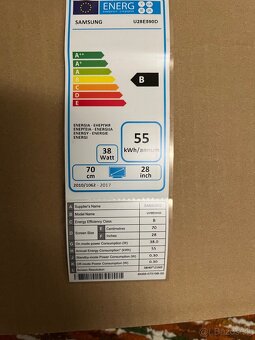 ENERG
SAMSUNG
U28E590D
A++
A+
A
B
C
D
E
B
ENERGIA · ЕНЕРГИЯ
ΕΝΕΡΓΕΙΑ · ENERGIJA
ENERGY · ENERGIE
ENERGI
38
Watt
55
kWh/annum
70
cm
28
inch
2010/1062 - 2017
A Supplier's Name SAMSUNG
B Model Name U28E590D
C Energy Efficiency Class B
D Screen Size E Centimetres 70
F Inches 28
G On mode power Consumption (W) 38.0
H Annual Energy Consumption* (kWh) 55
I Standby mode power Consumption (W) 0.30
J Off mode power Consumption (W) 0.30
K Screen Resolution 3840*2160